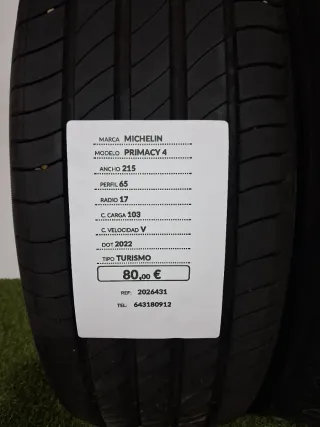 MARCA MICHELIN
MODELO PRIMACY 4
ANCHO 215
PERFIL 65
RADIO 17
C. CARGA 103
C. VELOCIDAD V
DOT 2022
TIPO TURISMO
80,00 €
REF: 2026431
TEL: 643180912